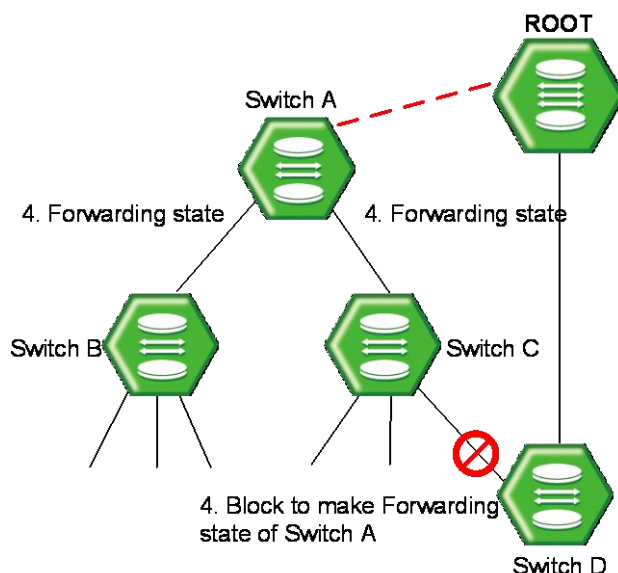 ROOT
Switch A
4. Forwarding state
4. Forwarding state
Switch B
Switch C
4. Block to make Forwarding
state of Switch A
Switch D